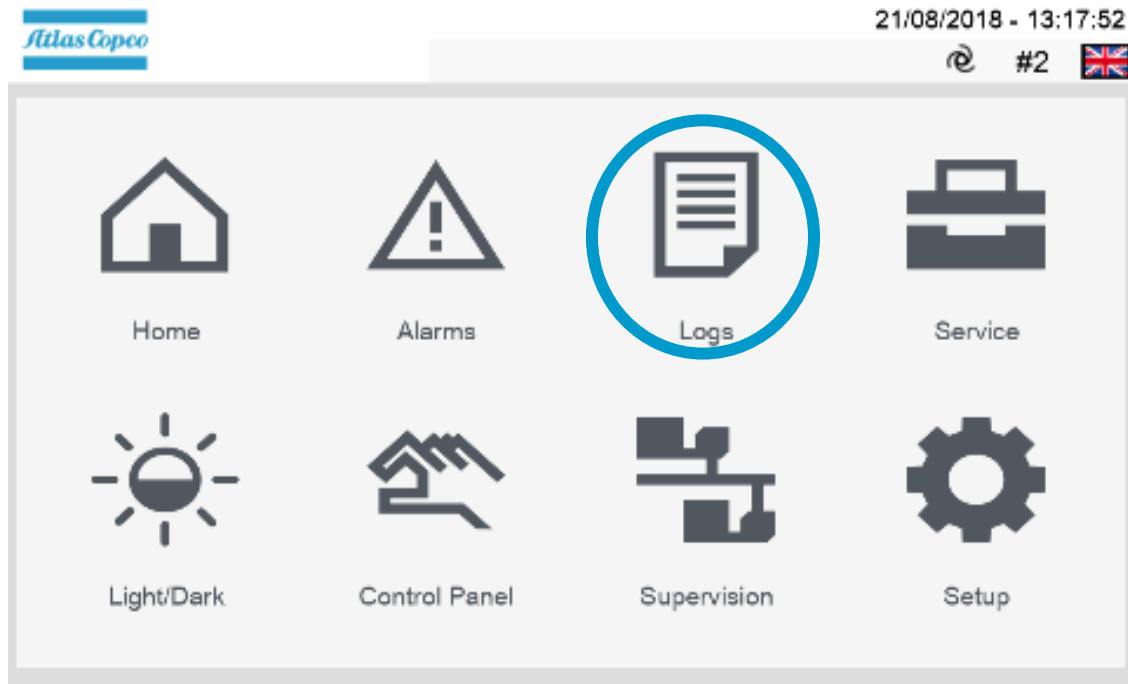 Atlas Copco
21/08/2018 - 13:17:52
#2
Home Alarms Logs Service
Light/Dark Control Panel Supervision Setup